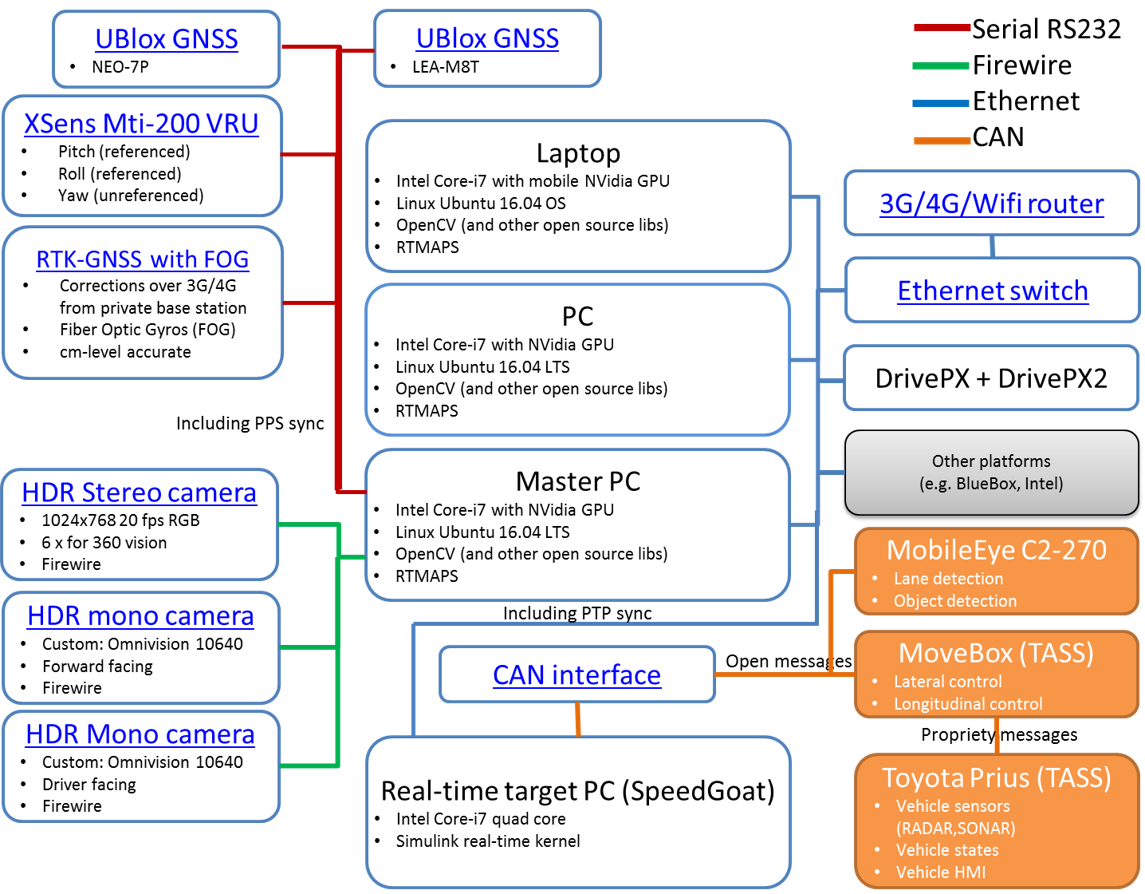 UBlox GNSS
• NEO-7P
UBlox GNSS
• LEA-M8T
Serial RS232
Firewire
Ethernet
CAN
XSens Mti-200 VRU
• Pitch (referenced)
• Roll (referenced)
• Yaw (unreferenced)
RTK-GNSS with FOG
• Corrections over 3G/4G
from private base station
• Fiber Optic Gyros (FOG)
• cm-level accurate
Including PPS sync
HDR Stereo camera
• 1024x768 20 fps RGB
• 6 x for 360 vision
• Firewire
HDR mono camera
• Custom: Omnivision 10640
• Forward facing
• Firewire
HDR Mono camera
• Custom: Omnivision 10640
• Driver facing
• Firewire
Laptop
• Intel Core-i7 with mobile NVidia GPU
• Linux Ubuntu 16.04 OS
• OpenCV (and other open source libs)
• RTMAPS
PC
• Intel Core-i7 with NVidia GPU
• Linux Ubuntu 16.04 LTS
• OpenCV (and other open source libs)
• RTMAPS
Master PC
• Intel Core-i7 with NVidia GPU
• Linux Ubuntu 16.04 LTS
• OpenCV (and other open source libs)
• RTMAPS
Including PTP sync
CAN interface
Open messages
Real-time target PC (SpeedGoat)
• Intel Core-i7 quad core
• Simulink real-time kernel
3G/4G/Wifi router
Ethernet switch
DrivePX + DrivePX2
Other platforms
(e.g. BlueBox, Intel)
MobileEye C2-270
• Lane detection
• Object detection
MoveBox (TASS)
• Lateral control
• Longitudinal control
Propriety messages
Toyota Prius (TASS)
• Vehicle sensors
(RADAR,SONAR)
• Vehicle states
• Vehicle HMI